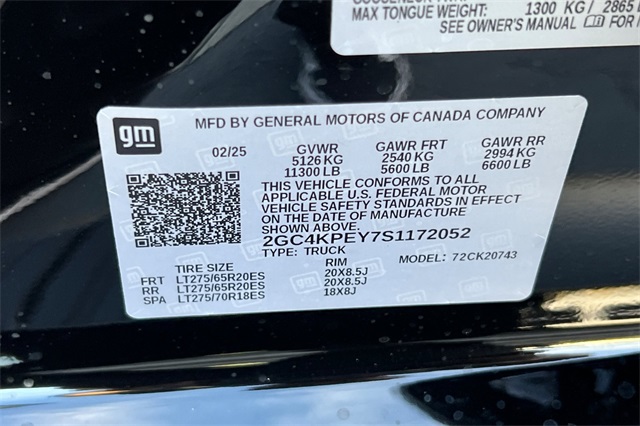 MAX TONGUE WEIGHT: 1300 KG/ 2865
SEE OWNER'S MANUAL FOR
gm
MFD BY GENERAL MOTORS OF CANADA COMPANY
02/25 GVWR GAWR FRT GAWR RR
5126 KG 2540 KG 2994 KG
11300 LB 5600 LB 6600 LB
THIS VEHICLE CONFORMS TO ALL
APPLICABLE U.S. FEDERAL MOTOR
VEHICLE SAFETY STANDARDS IN EFFECT
ON THE DATE OF MANUFACTURE SHOWN ABOVE.
2GC4KPEY7S1172052
TYPE: TRUCK MODEL: 72CK20743
TIRE SIZE RIM
FRT LT275/65R20ES 20X8.5J
RR LT275/65R20ES 20X8.5J
SPA LT275/70R18ES 18X8J